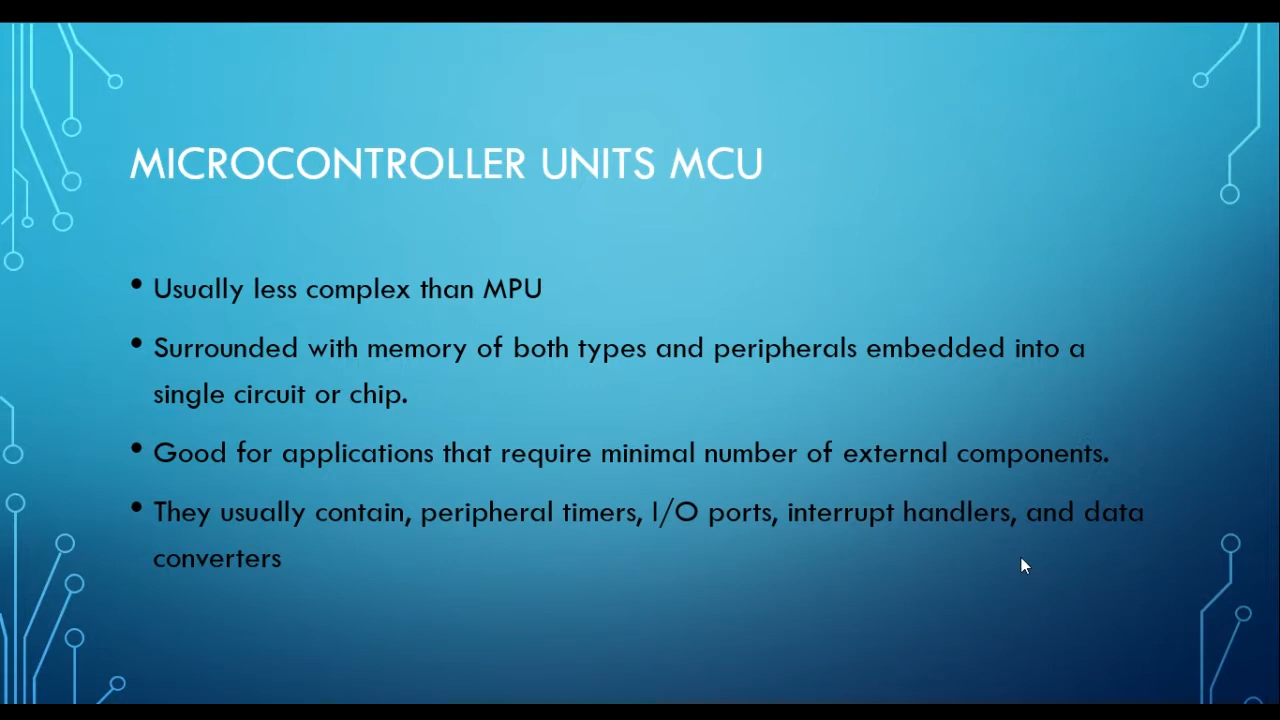 MICROCONTROLLER UNITS MCU
• Usually less complex than MPU
• Surrounded with memory of both types and peripherals embedded into a
single circuit or chip.
• Good for applications that require minimal number of external components.
• They usually contain, peripheral timers, I/O ports, interrupt handlers, and data
converters